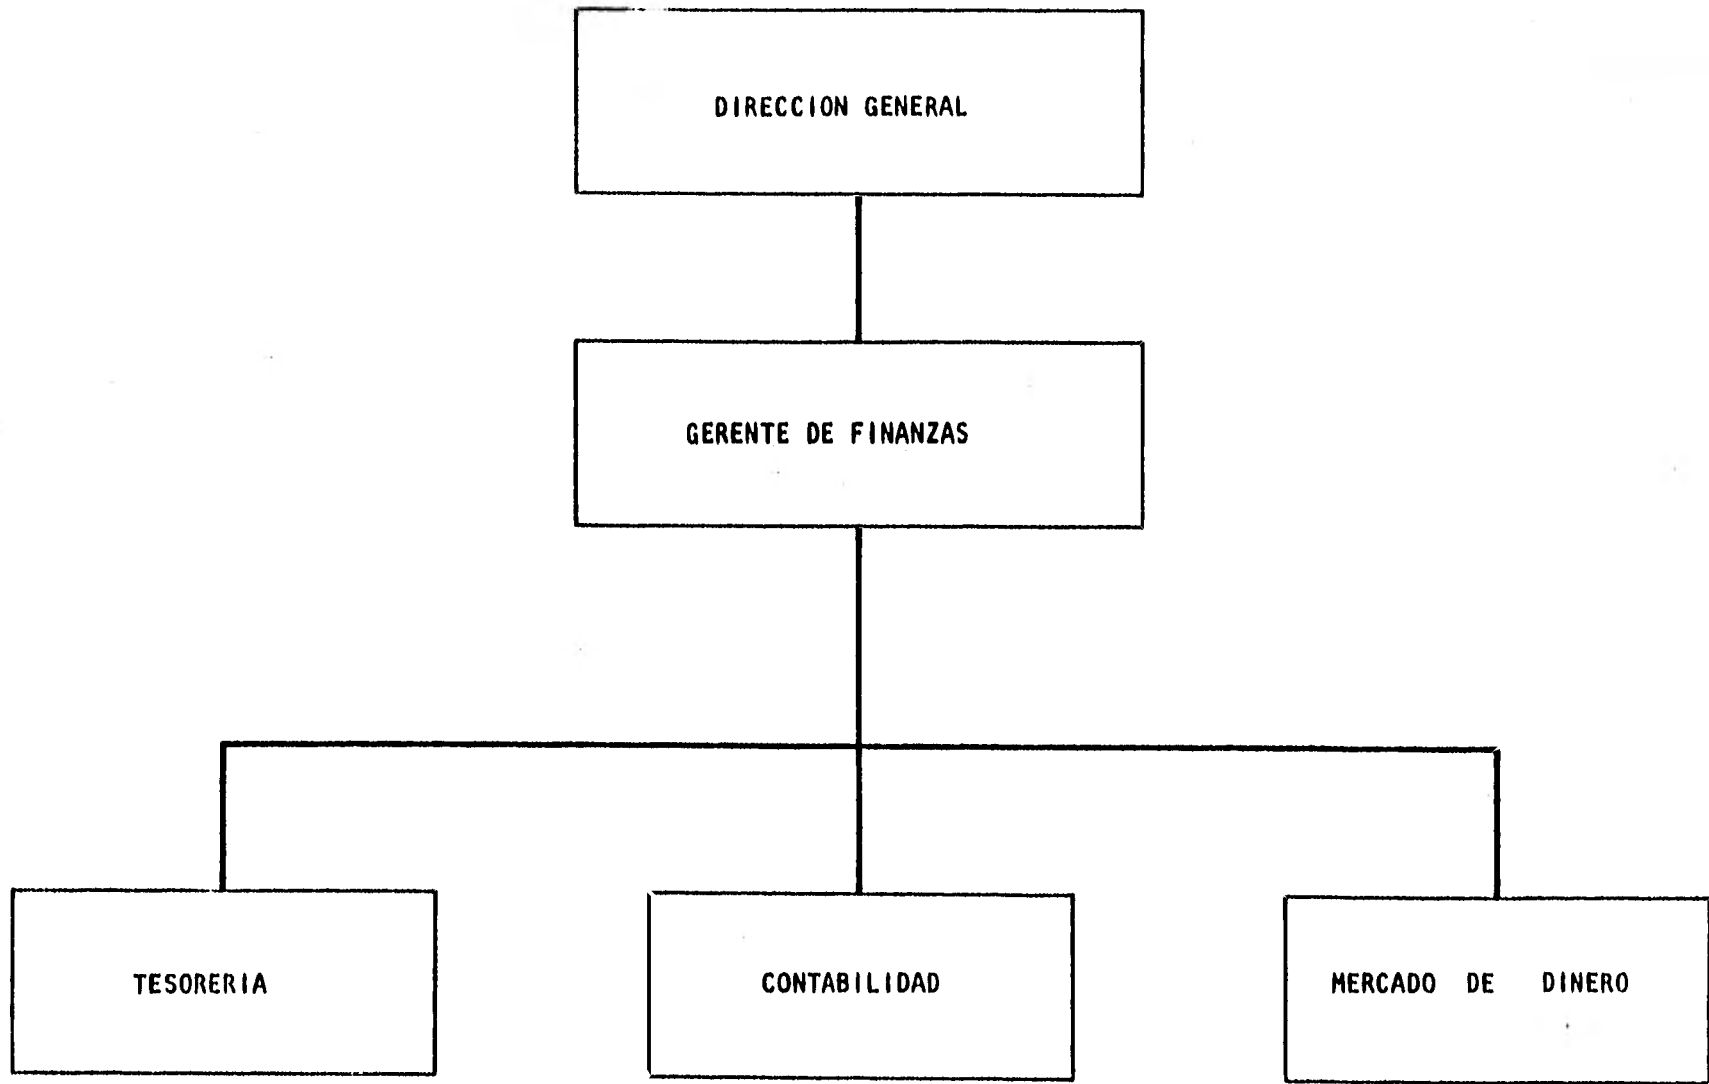 DIRECCION GENERAL
GERENTE DE FINANZAS
TESORERIA
CONTABILIDAD
MERCADO DE DINERO